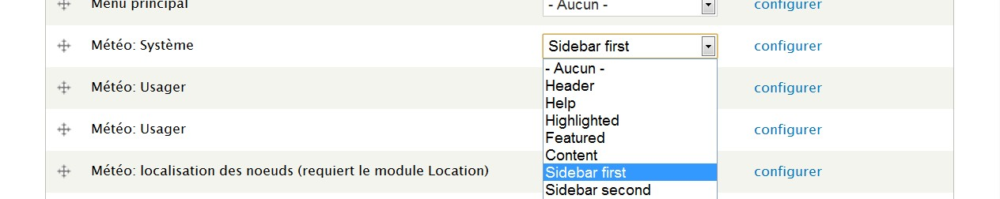 Menu principal - Aucun - configurer
Météo: Système Sidebar first configurer
- Aucun -
Header
Météo: Usager configurer
Help
Highlighted
Météo: Usager configurer
Featured
Content
Météo: localisation des noeuds (requiert le module Location) Sidebar first configurer
Sidebar second